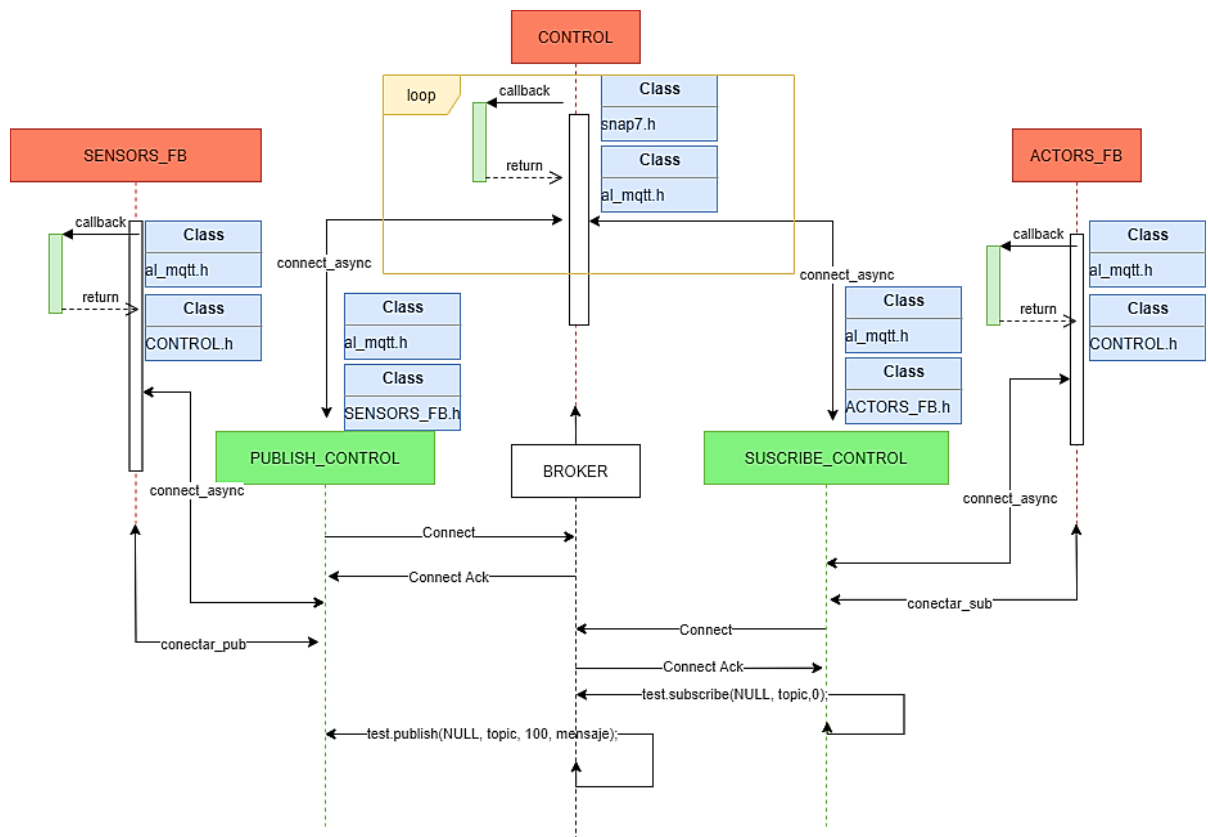 CONTROL
loop
callback
return
Class
snap7.h
Class
al_mqtt.h
SENSORS_FB
callback
return
Class
al_mqtt.h
Class
CONTROL.h
ACTORS_FB
callback
return
Class
al_mqtt.h
Class
CONTROL.h
connect_async
connect_async
Class
al_mqtt.h
Class
SENSORS_FB.h
Class
al_mqtt.h
Class
ACTORS_FB.h
PUBLISH_CONTROL
BROKER
SUSCRIBE_CONTROL
connect_async
connect_async
Connect
Connect Ack
conectar_sub
conectar_pub
Connect
Connect Ack
test.subscribe(NULL, topic,0);
test.publish(NULL, topic, 100, mensaje);